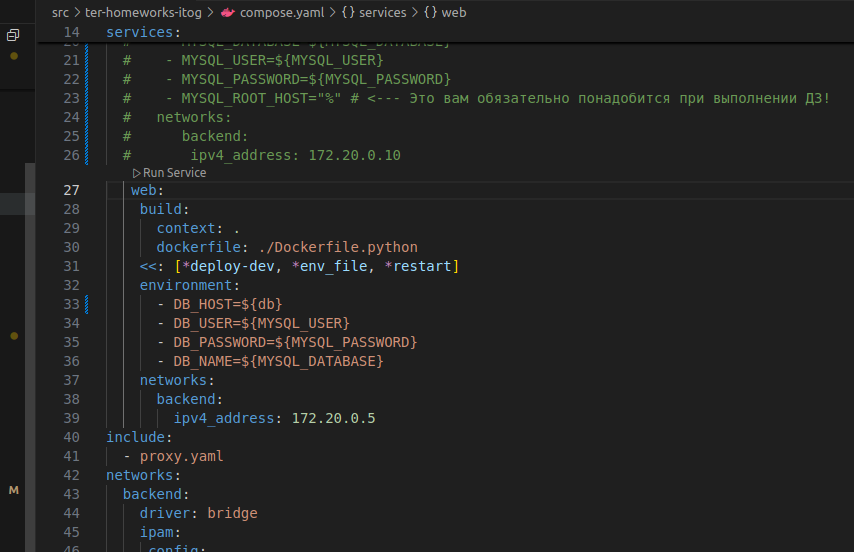 src > ter-homeworks-itog > compose.yaml > {} services > {} web
14 services:
20 # - MYSQL_DATABASE=${MYSQL_DATABASE}
21 # - MYSQL_USER=${MYSQL_USER}
22 # - MYSQL_PASSWORD=${MYSQL_PASSWORD}
23 # - MYSQL_ROOT_HOST="%" # <--- Это вам обязательно понадобится при выполнении ДЗ!
24 # networks:
25 # backend:
26 # ipv4_address: 172.20.0.10
Run Service
27 web:
28 build:
29 context: .
30 dockerfile: ./Dockerfile.python
31 <<: [*deploy-dev, *env_file, *restart]
32 environment:
33 - DB_HOST=${db}
34 - DB_USER=${MYSQL_USER}
35 - DB_PASSWORD=${MYSQL_PASSWORD}
36 - DB_NAME=${MYSQL_DATABASE}
37 networks:
38 backend:
39 ipv4_address: 172.20.0.5
40 include:
41 - proxy.yaml
42 networks:
M
43 backend:
44 driver: bridge
45 ipam:
46 config: